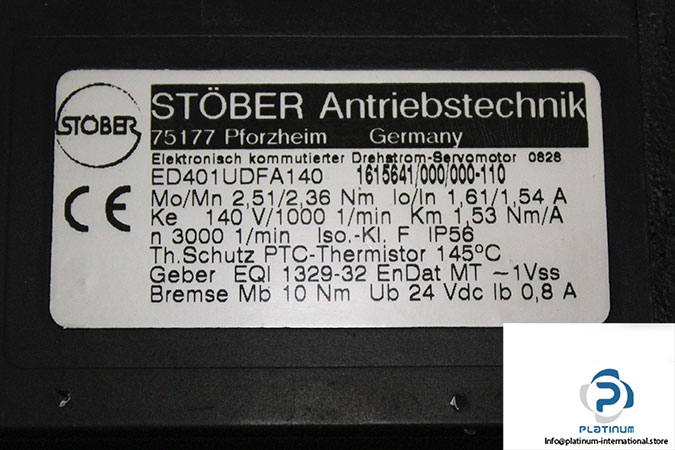 STÖBER
STÖBER Antriebstechnik
75177 Pforzheim Germany
Elektronisch kommutierter Drehstrom-Servomotor 0828
ED401UDFA140 1615641/000/000-110
Mo/Mn 2,51/2,36 Nm Io/In 1,61/1,54 A
Ke 140 V/1000 1/min Km 1,53 Nm/A
n 3000 1/min Iso.-Kl. F IP56
Th.Schutz PTC-Thermistor 145°C
Geber EQI 1329-32 EnDat MT ~1Vss
Bremse Mb 10 Nm Ub 24 Vdc Ib 0,8 A
CE
PLATINUM
Info@platinum-international.store